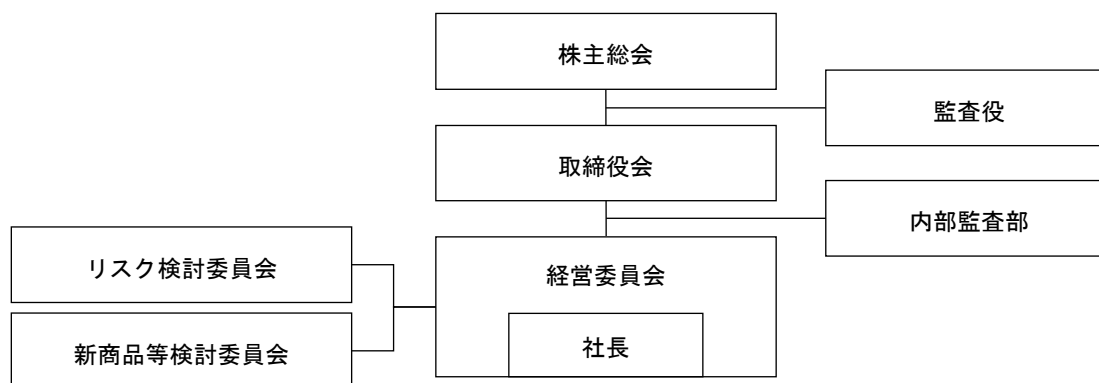 株主総会
監査役
取締役会
内部監査部
リスク検討委員会
経営委員会
新商品等検討委員会
社長